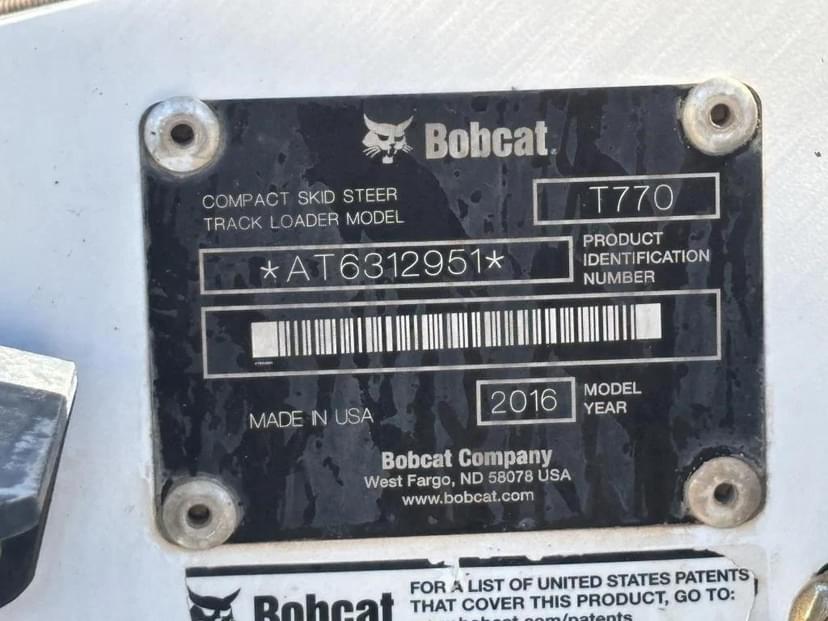 Bobcat
COMPACT SKID STEER
TRACK LOADER MODEL
T770
*AT6312951*
PRODUCT
IDENTIFICATION
NUMBER
MADE IN USA
2016
MODEL
YEAR
Bobcat Company
West Fargo, ND 58078 USA
www.bobcat.com
Bobcat
FOR A LIST OF UNITED STATES PATENTS
THAT COVER THIS PRODUCT, GO TO: